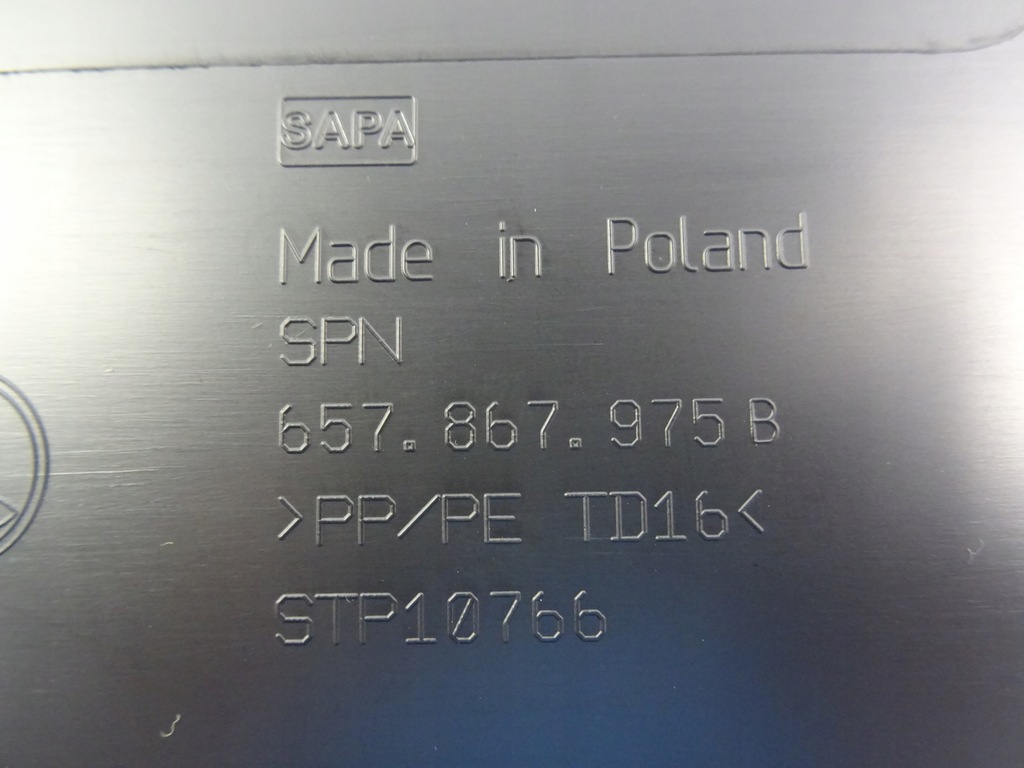 SAPA
Made in Poland
SPN
657.867.975 B
>PP/PE TD16<
STP10766